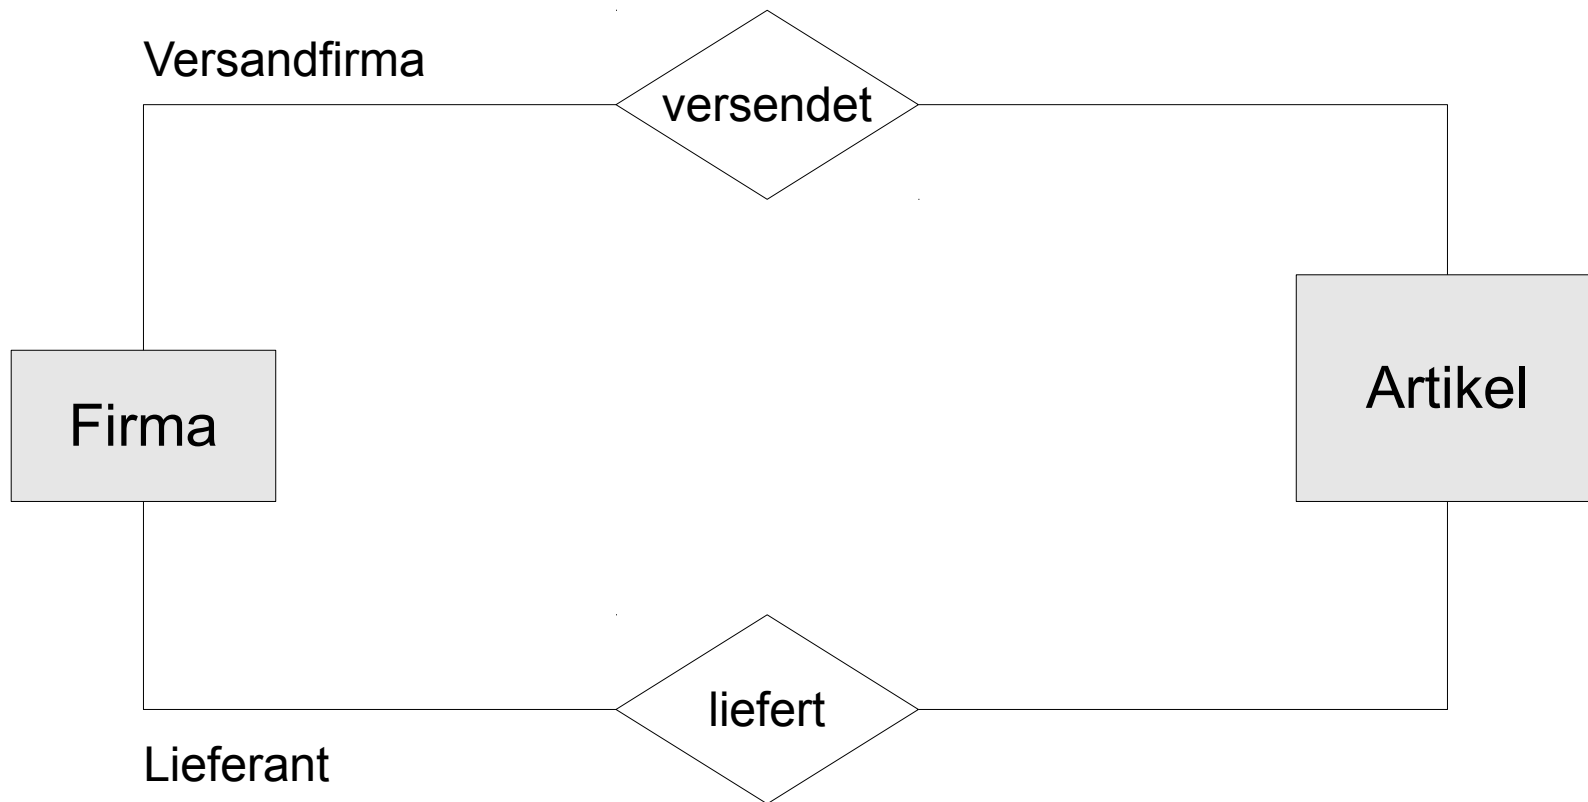 Versandfirma
versendet
Firma
Artikel
liefert
Lieferant